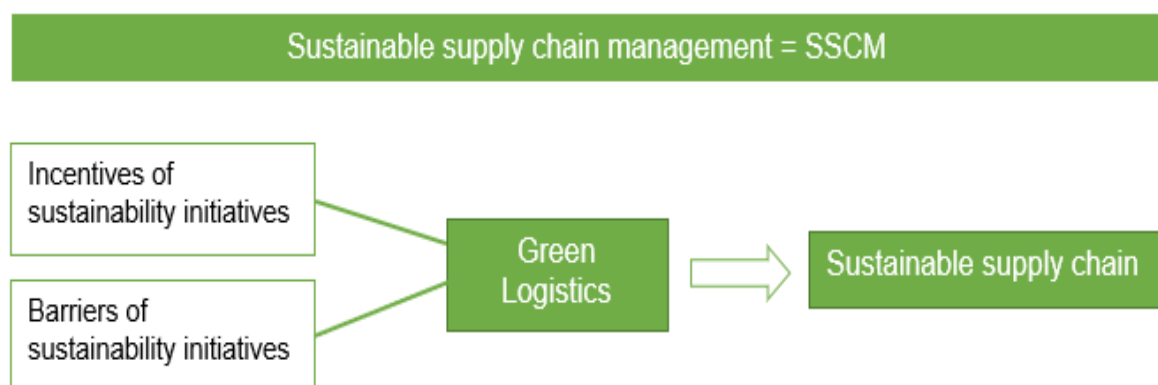 Sustainable supply chain management = SSCM
Incentives of
sustainability initiatives
Barriers of
sustainability initiatives
Green
Logistics
Sustainable supply chain